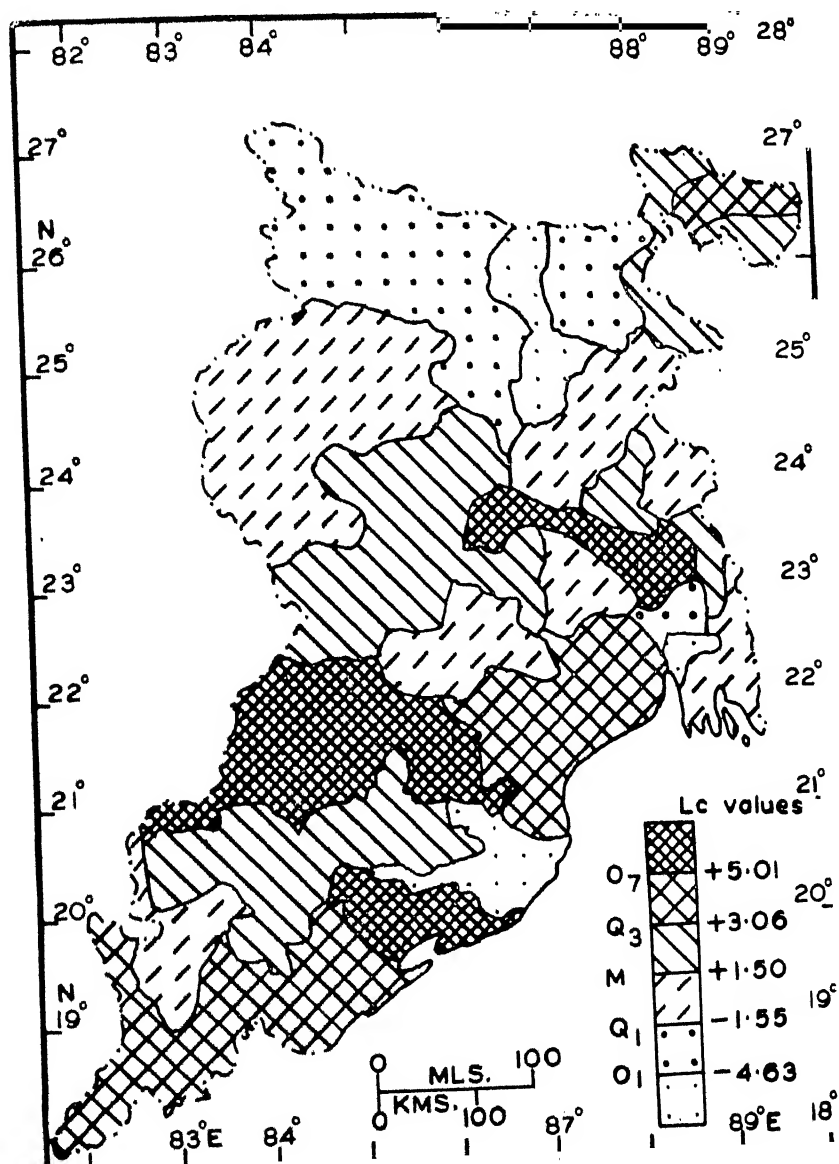 82° 83° 84° 88° 89° 28°
27° 27°
N
26°
25° 25°
24° 24°
23° 23°
22° 22°
21° 21°
Lc values
O7 +5·01
20° 20°
Q3 +3·06
M +1·50
N
19° 19°
Q1 -1·55
O1 -4·63
0 100
MLS.
KMS.
0 100
83°E 84° 87° 89°E 18°